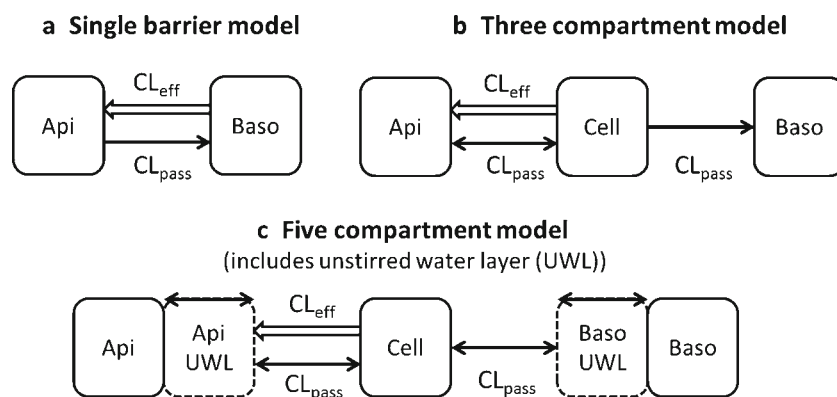 a Single barrier model
b Three compartment model
CLeff
Api
Baso
CLpass
CLeff
Api
Cell
Baso
CLpass
CLpass
c Five compartment model
(includes unstirred water layer (UWL))
CLeff
Api
Api
UWL
Cell
Baso
UWL
Baso
CLpass
CLpass